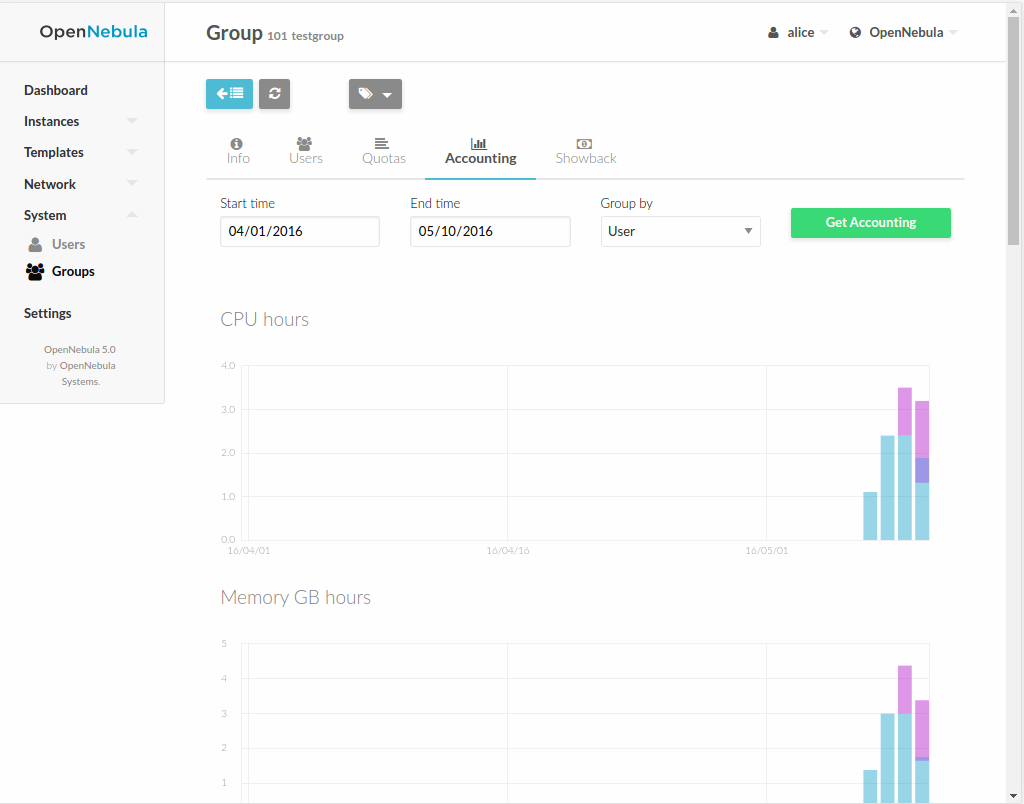 OpenNebula
Group 101 testgroup
alice
OpenNebula
Dashboard
Instances
Templates
Network
System
Users
Groups
Settings
OpenNebula 5.0
by OpenNebula
Systems.
Info
Users
Quotas
Accounting
Showback
Start time
End time
Group by
04/01/2016
05/10/2016
User
Get Accounting
CPU hours
4.0
3.0
2.0
1.0
0.0
16/04/01
16/04/16
16/05/01
Memory GB hours
5
4
3
2
1